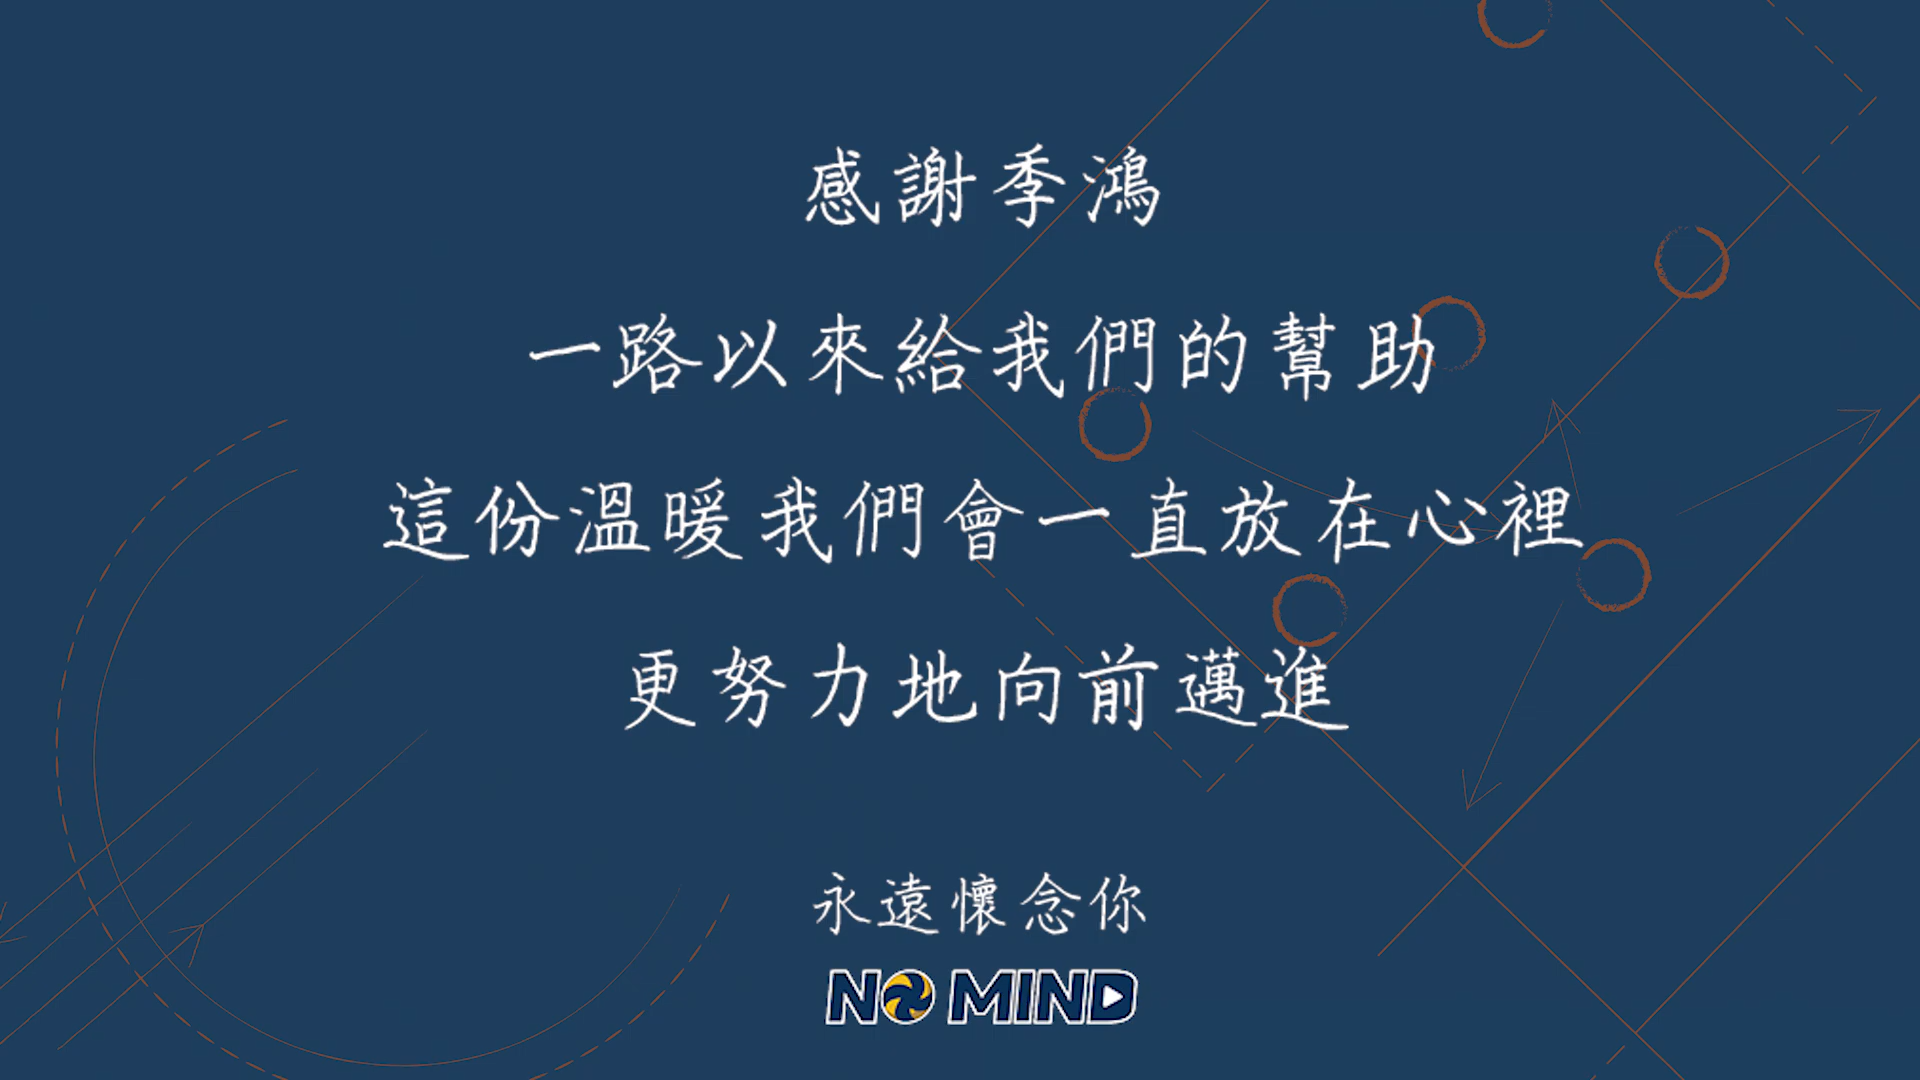 感謝季鴻
一路以來給我們的幫助
這份溫暖我們會一直放在心裡
更努力地向前邁進
永遠懷念你
NO MIND